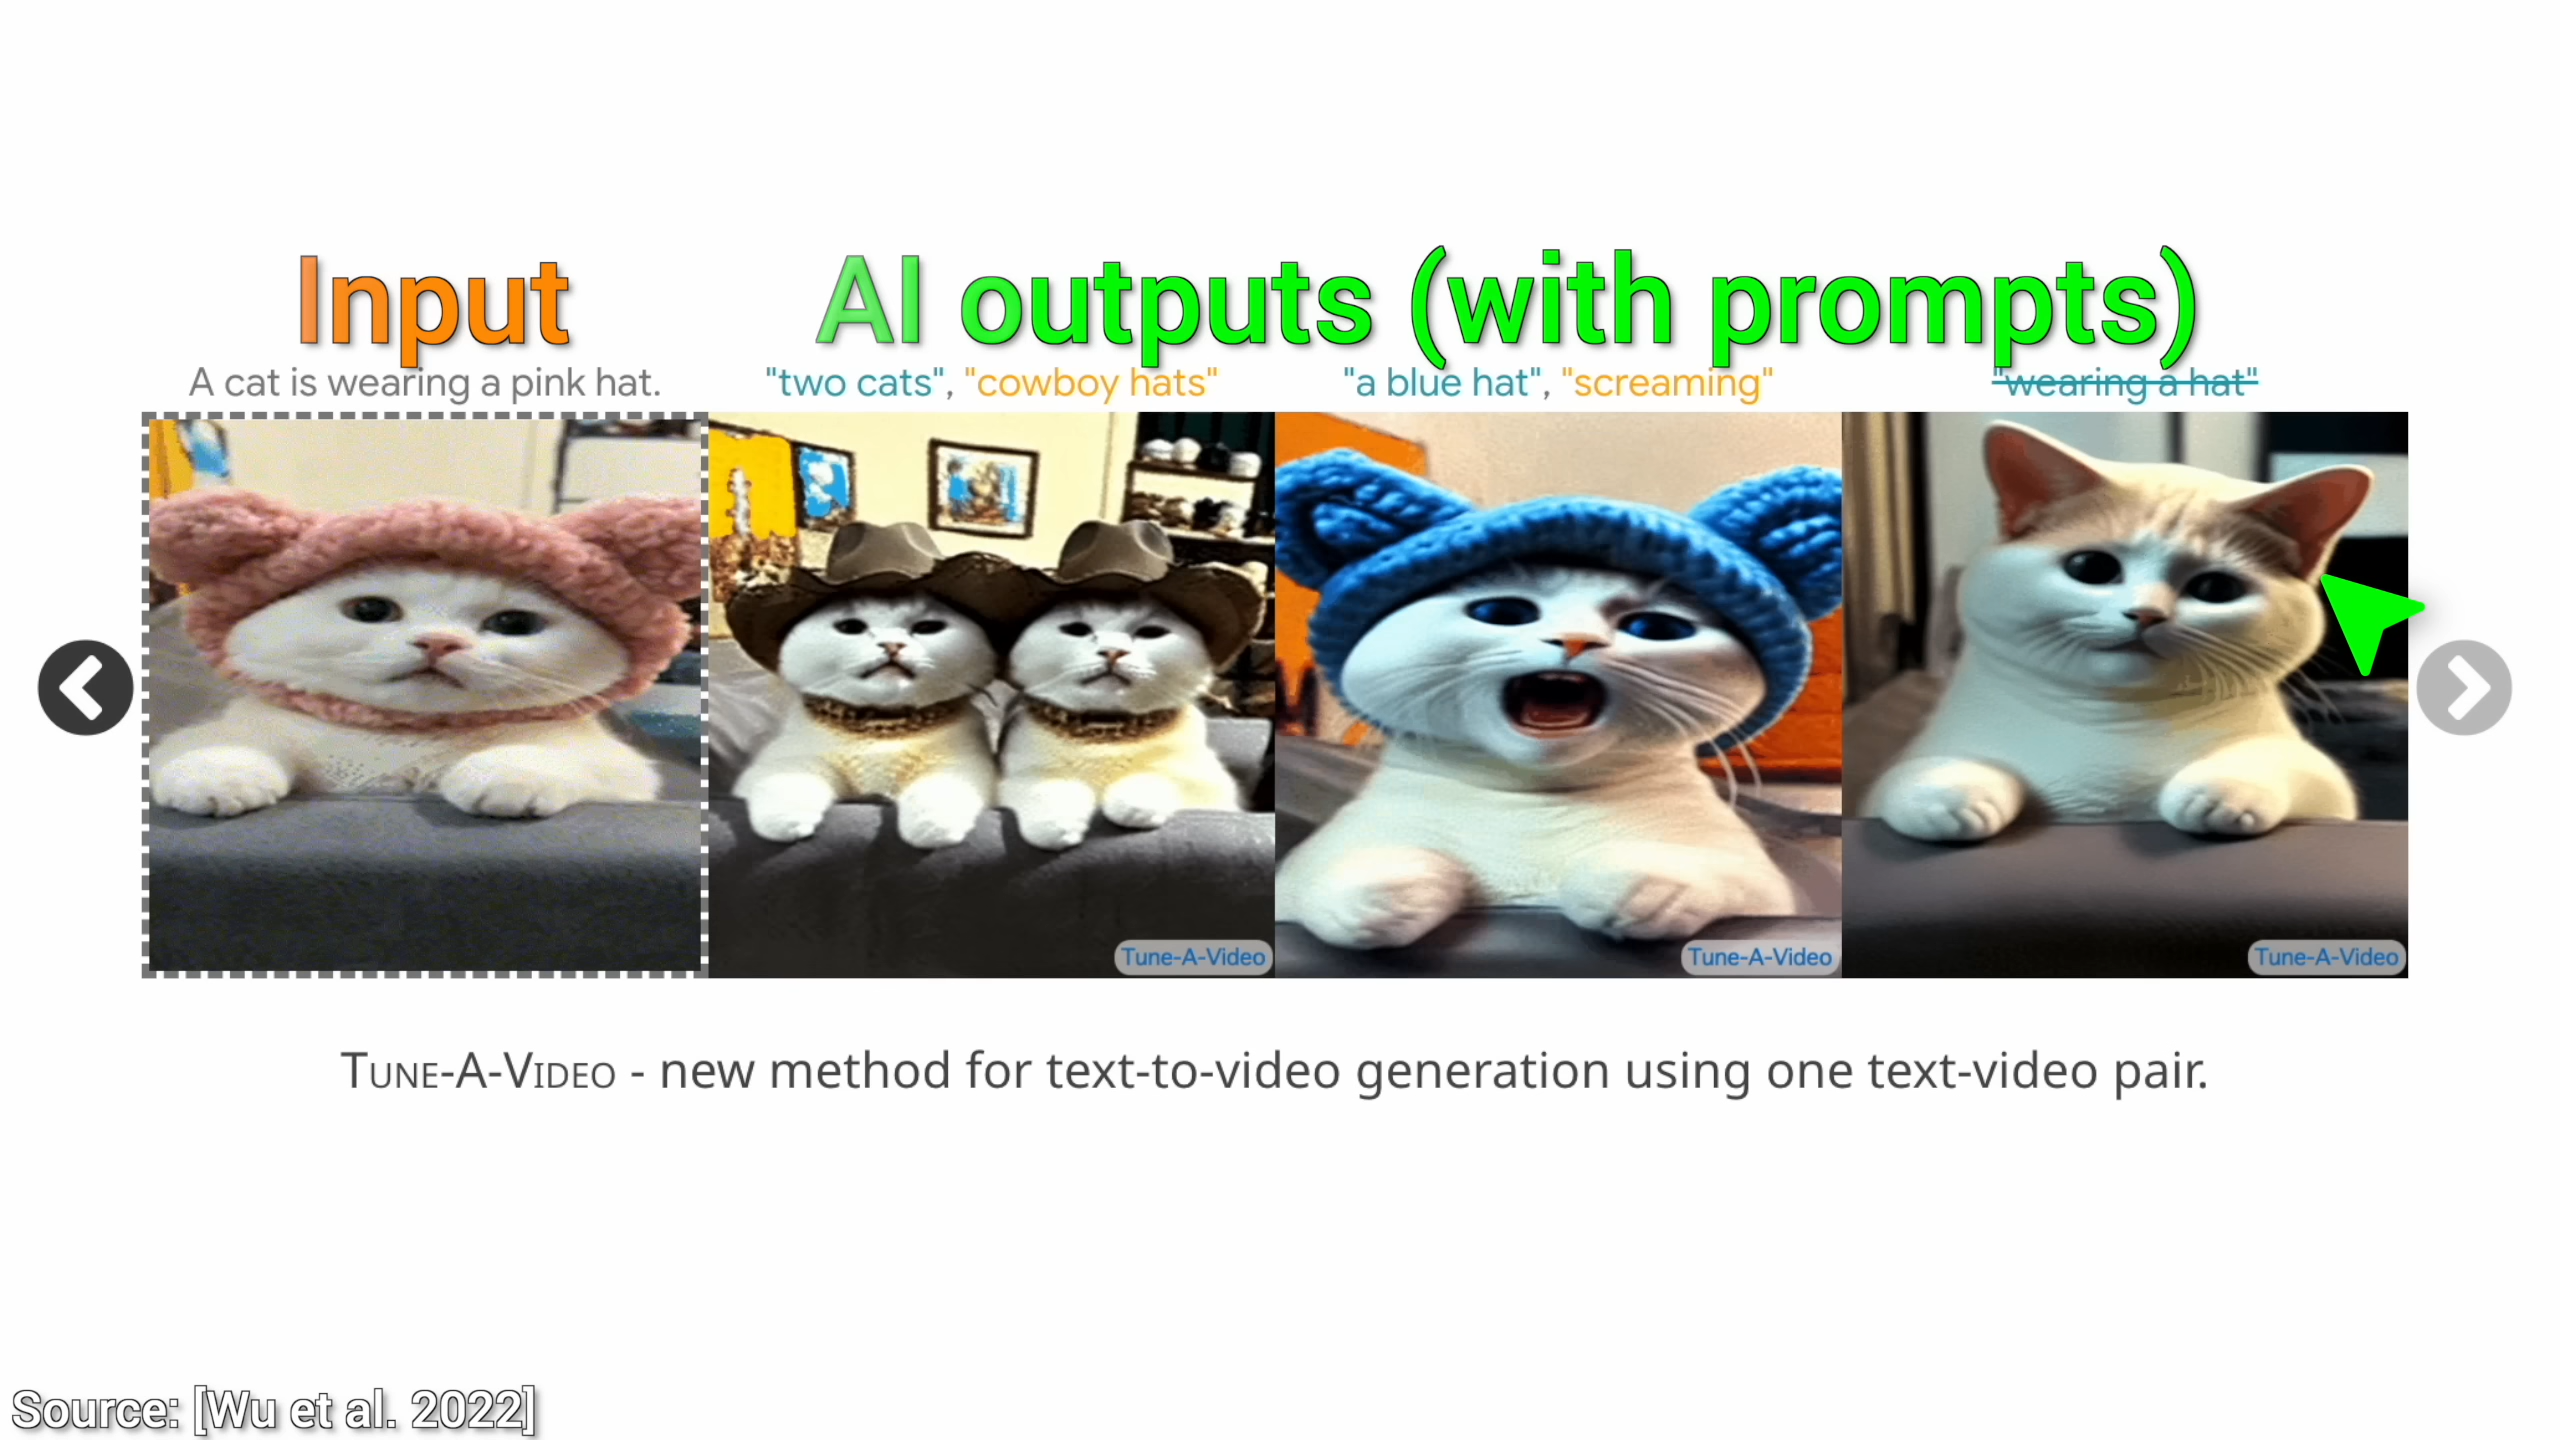 Input
AI outputs (with prompts)
A cat is wearing a pink hat.
"two cats", "cowboy hats"
"a blue hat", "screaming"
"wearing a hat"
Tune-A-Video
Tune-A-Video
Tune-A-Video
Tune-A-Video - new method for text-to-video generation using one text-video pair.
Source: [Wu et al. 2022]